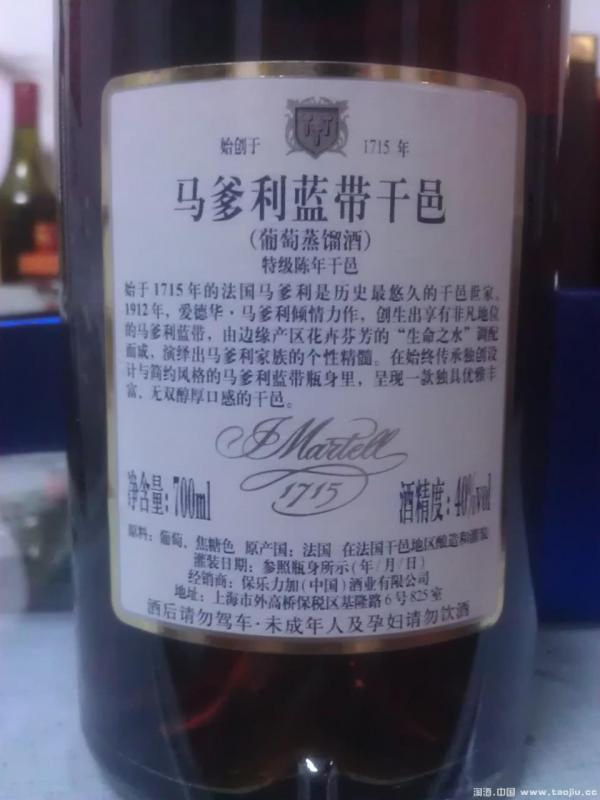 始创于 1715 年
马爹利蓝带干邑
(葡萄蒸馏酒)
特级陈年干邑
始于1715年的法国马爹利是历史最悠久的干邑世家。
1912年，爱德华·马爹利倾情力作，创生出享有非凡地位
的马爹利蓝带，由边缘产区花卉芬芳的“生命之水”调配
而成，演绎出马爹利家族的个性精髓。在始终传承独创设
计与简约风格的马爹利蓝带瓶身里，呈现一款独具优雅丰
富、无双醇厚口感的干邑。
J Martell
1715
净含量: 700ml 酒精度: 40%vol
原料: 葡萄，焦糖色 原产国: 法国 在法国干邑地区酿造和灌装
灌装日期: 参照瓶身所示 (年/月/日)
经销商: 保乐力加(中国)酒业有限公司
地址: 上海市外高桥保税区基隆路6号825室
酒后请勿驾车·未成年人及孕妇请勿饮酒
淘酒.中国 www.taojiu.cc